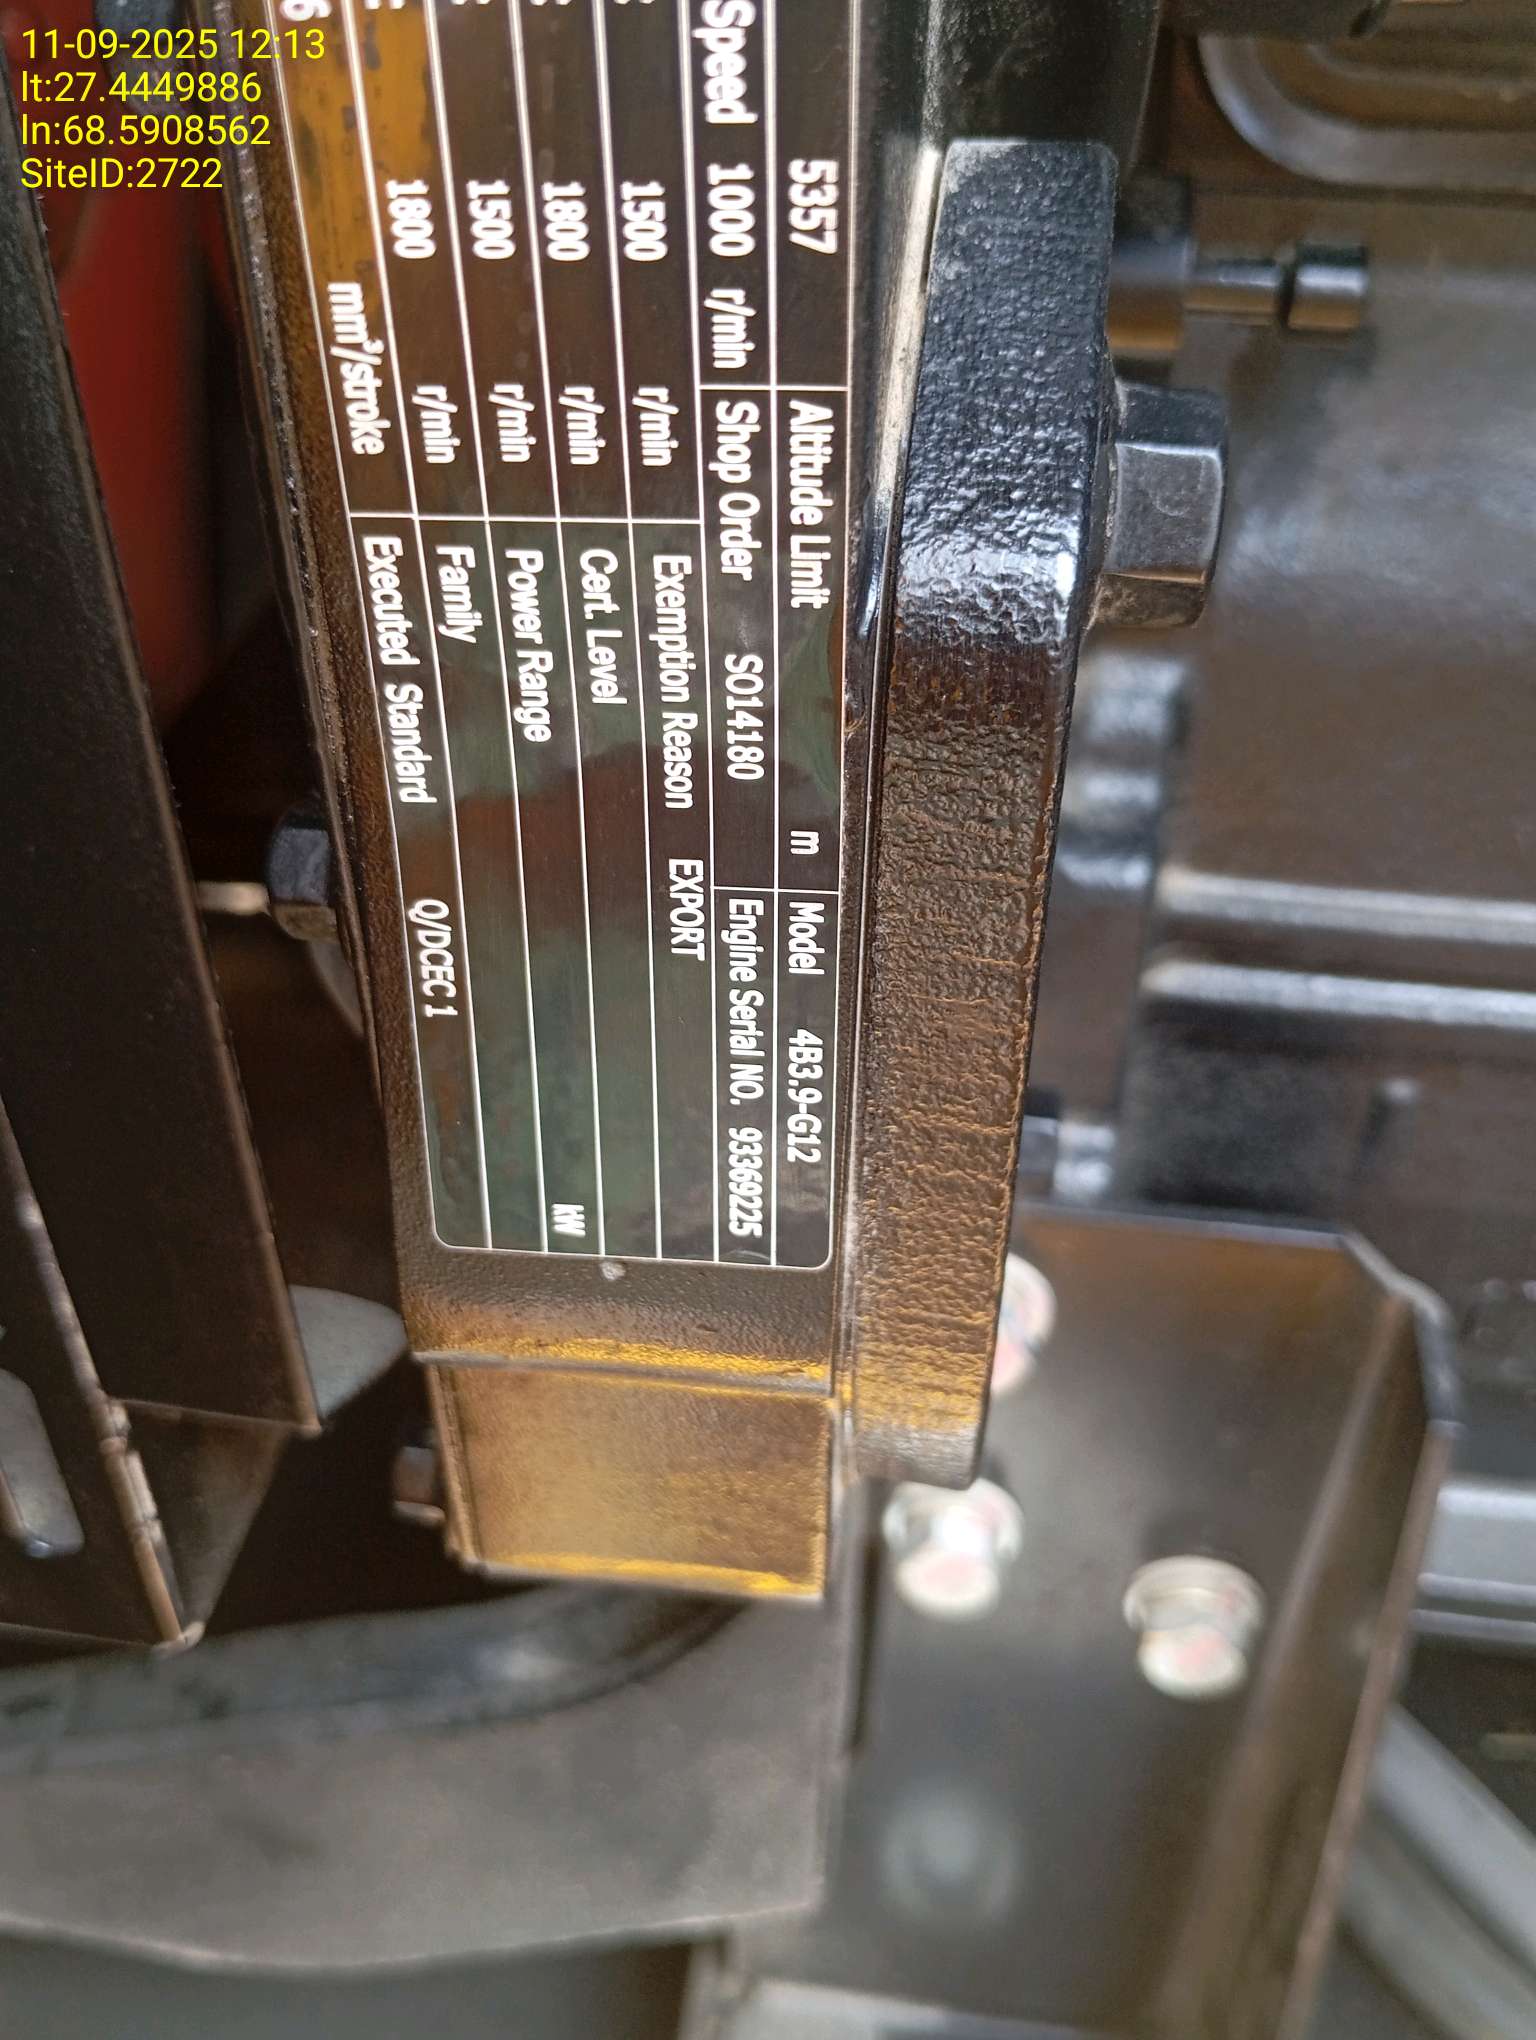 11-09-2025 12:13
lt:27.4449886
ln:68.5908562
SiteID:2722
5357 Altitude Limit m Model 4B3.9-G12
Speed 1000 r/min Shop Order SO14180 Engine Serial NO. 93369225
1500 r/min Exemption Reason EXPORT
1800 r/min Cert. Level
1500 r/min Power Range kW
1800 r/min Family
mm³/stroke Executed Standard Q/DCEC 1